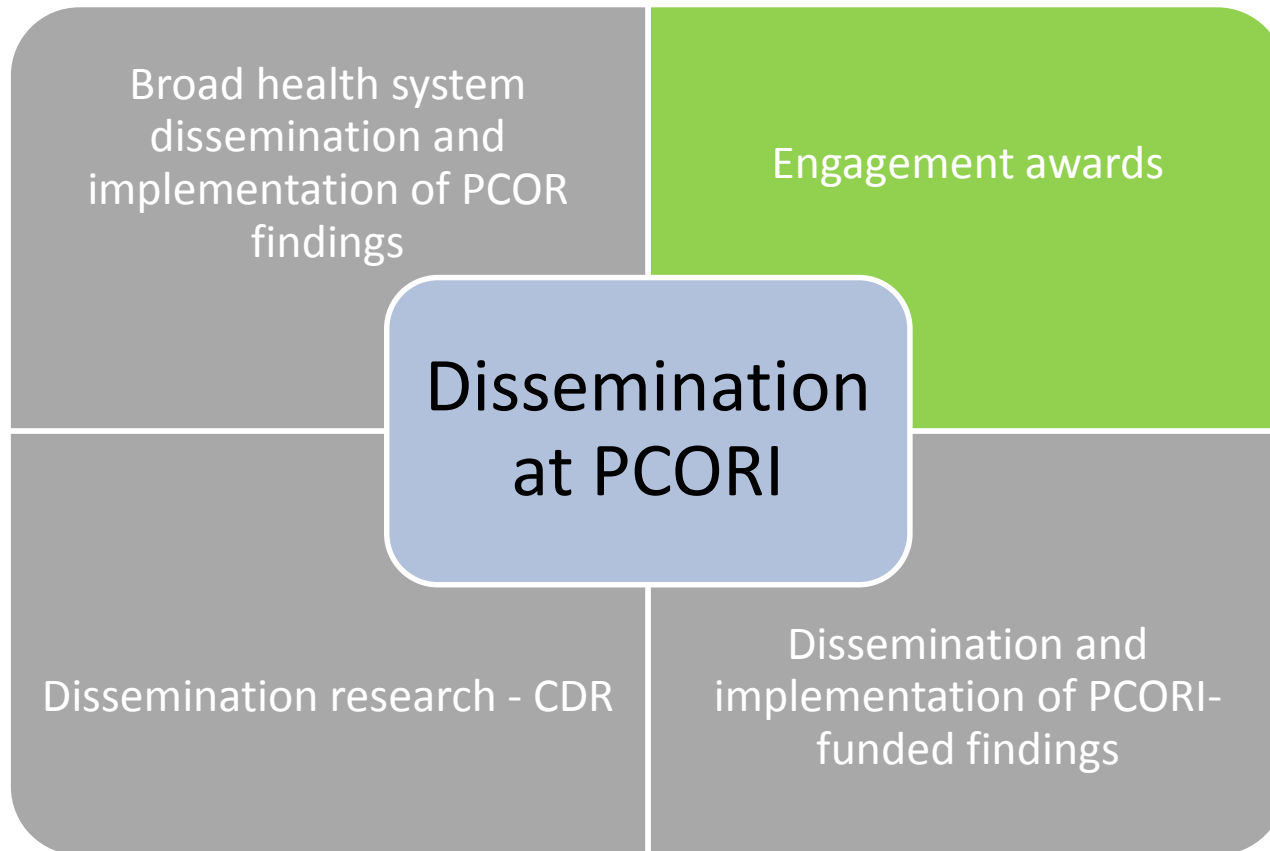 Broad health system
dissemination and
implementation of PCOR
findings
Engagement awards
Dissemination
at PCORI
Dissemination research - CDR
Dissemination and
implementation of PCORI-
funded findings